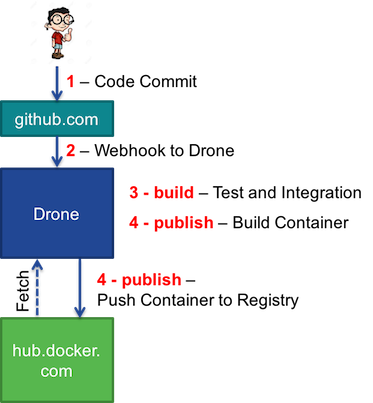 1 – Code Commit
github.com
2 – Webhook to Drone
Drone
3 - build – Test and Integration
4 - publish – Build Container
Fetch
4 - publish –
Push Container to Registry
hub.docker.
com